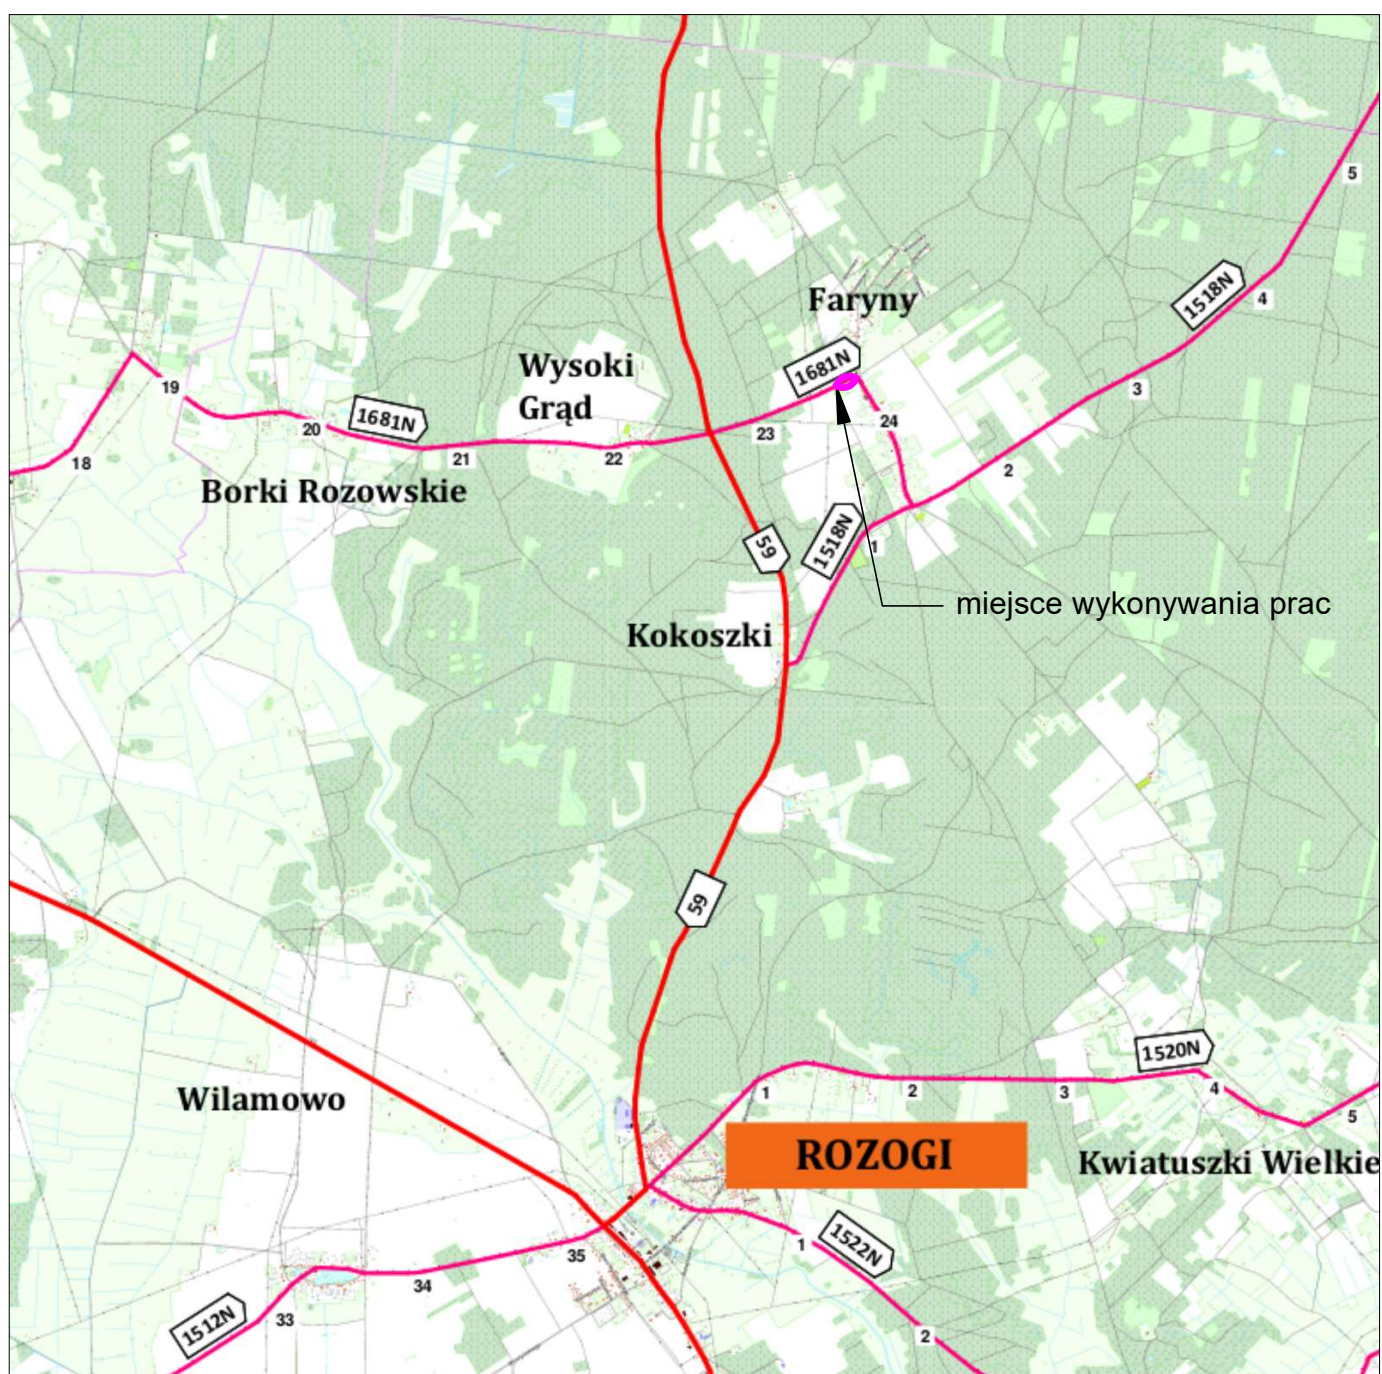 5
1518N
4
Faryny
1681N
Wysoki
Grąd
3
19
1681N
20
24
23
21
22
18
2
Borki Rozowskie
1518N
1
59
miejsce wykonywania prac
Kokoszki
59
1520N
1
2
3
4
5
Wilamowo
ROZOGI
Kwiatuszki Wielkie
1522N
1
35
34
33
1512N
2